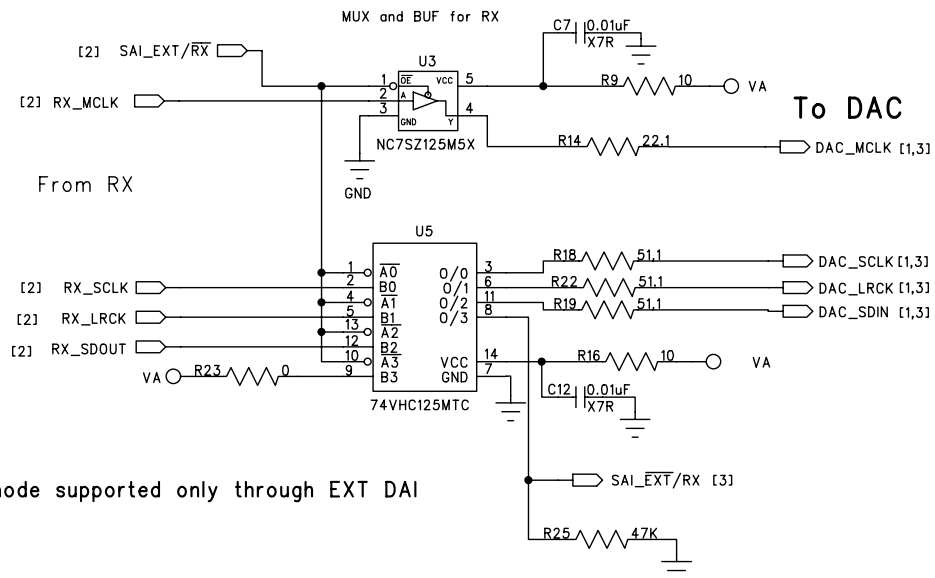 MUX and BUF for RX
C7 0.01uF
X7R
[2] SAI_EXT/RX
U3
1 OE VCC 5
R9 10 VA
[2] RX_MCLK 2 A
3 GND Y 4
To DAC
NC7SZ125M5X
R14 22.1 DAC_MCLK [1,3]
From RX
GND
U5
1 A0 O/0 3 R18 51.1 DAC_SCLK [1,3]
[2] RX_SCLK 2 B0 O/1 6 R22 51.1 DAC_LRCK [1,3]
4 A1 O/2 11 R19 51.1 DAC_SDIN [1,3]
[2] RX_LRCK 5 B1 O/3 8
13 A2
[2] RX_SDOUT 12 B2
10 A3 VCC 14 R16 10 VA
VA R23 0 9 B3 GND 7
C12 0.01uF
X7R
74VHC125MTC
SAI_EXT/RX [3]
ode supported only through EXT DAI
R25 47K